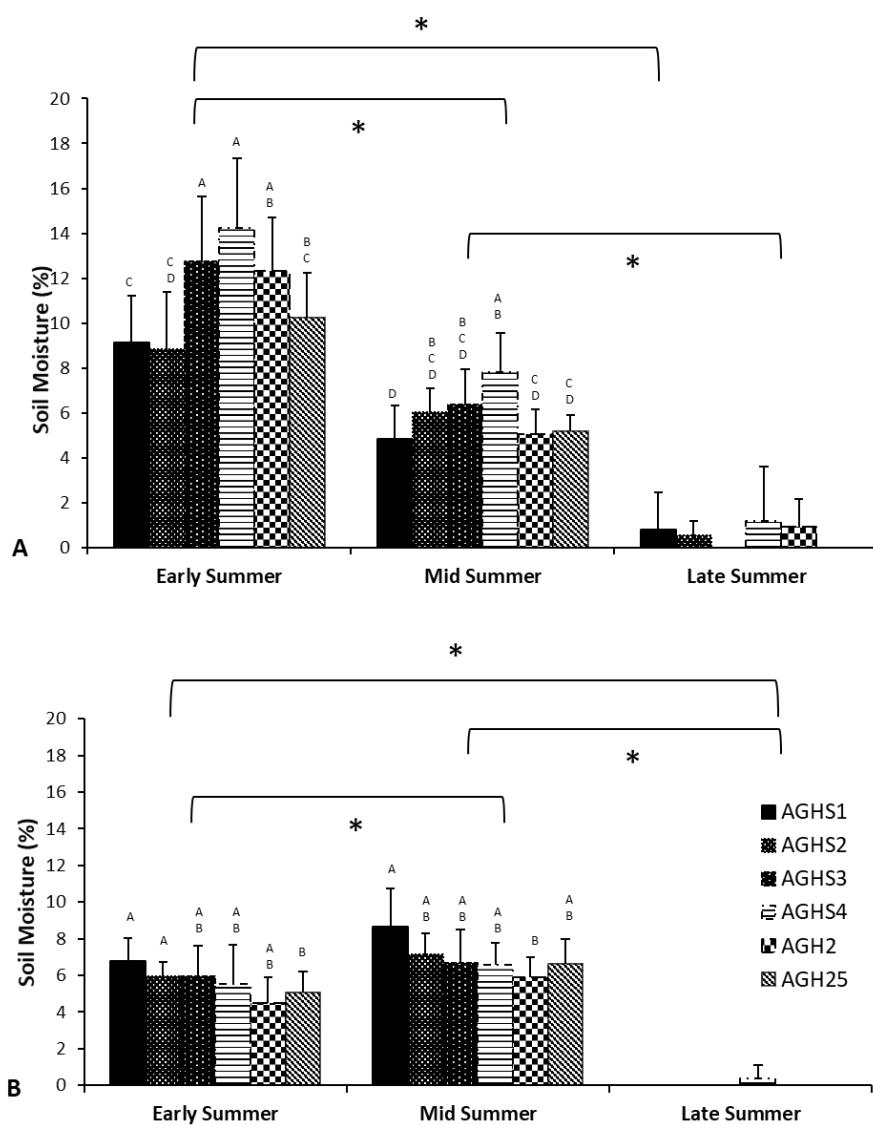 *
20
18
16
14
12
10
8
6
4
2
0
Soil Moisture (%)
*
*
C
C
D
A
A
A
B
B
C
D
B
C
D
B
C
D
A
B
C
D
C
D
A
Early Summer Mid Summer Late Summer
*
20
18
16
14
12
10
8
6
4
2
0
Soil Moisture (%)
*
*
A
A
A
B
A
B
A
B
B
A
A
B
A
B
A
B
B
A
B
AGHS1
AGHS2
AGHS3
AGHS4
AGH2
AGH25
B
Early Summer Mid Summer Late Summer